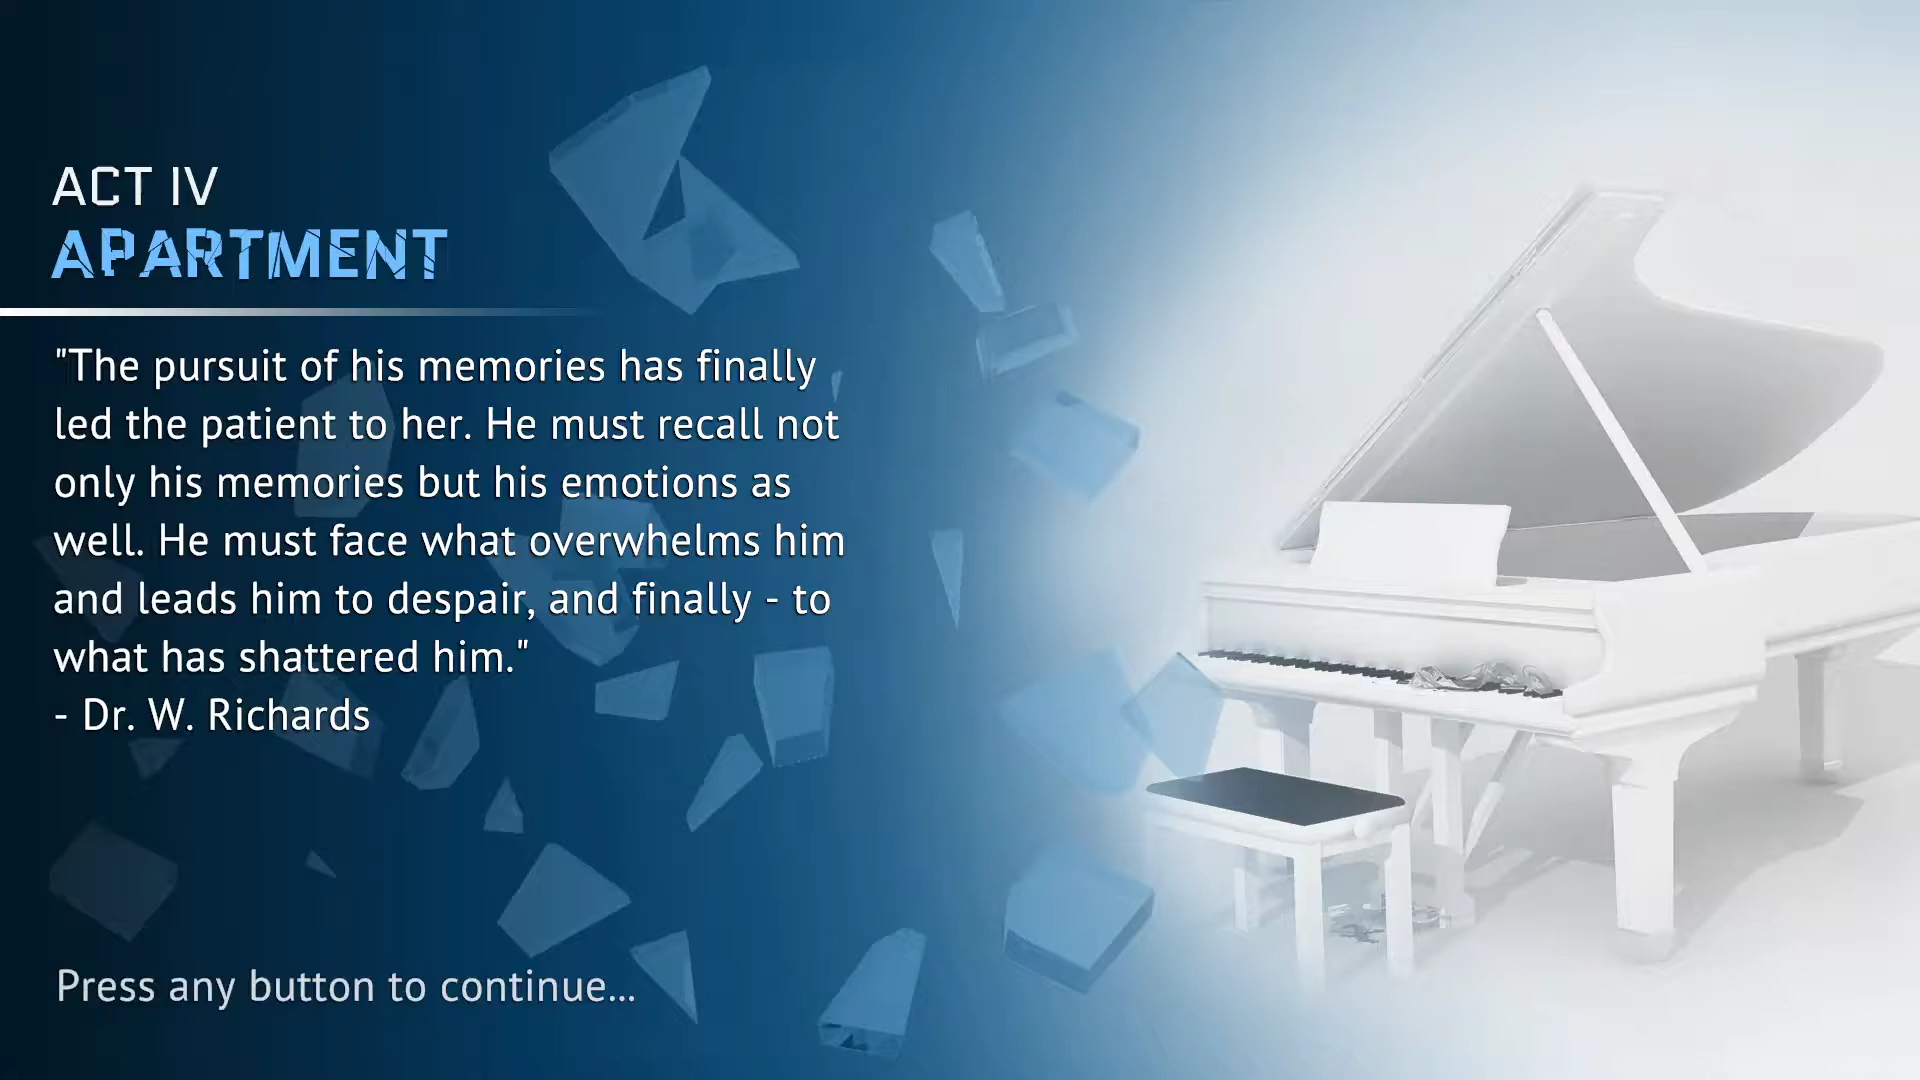 ACT IV
APARTMENT
"The pursuit of his memories has finally
led the patient to her. He must recall not
only his memories but his emotions as
well. He must face what overwhelms him
and leads him to despair, and finally - to
what has shattered him."
- Dr. W. Richards
Press any button to continue...